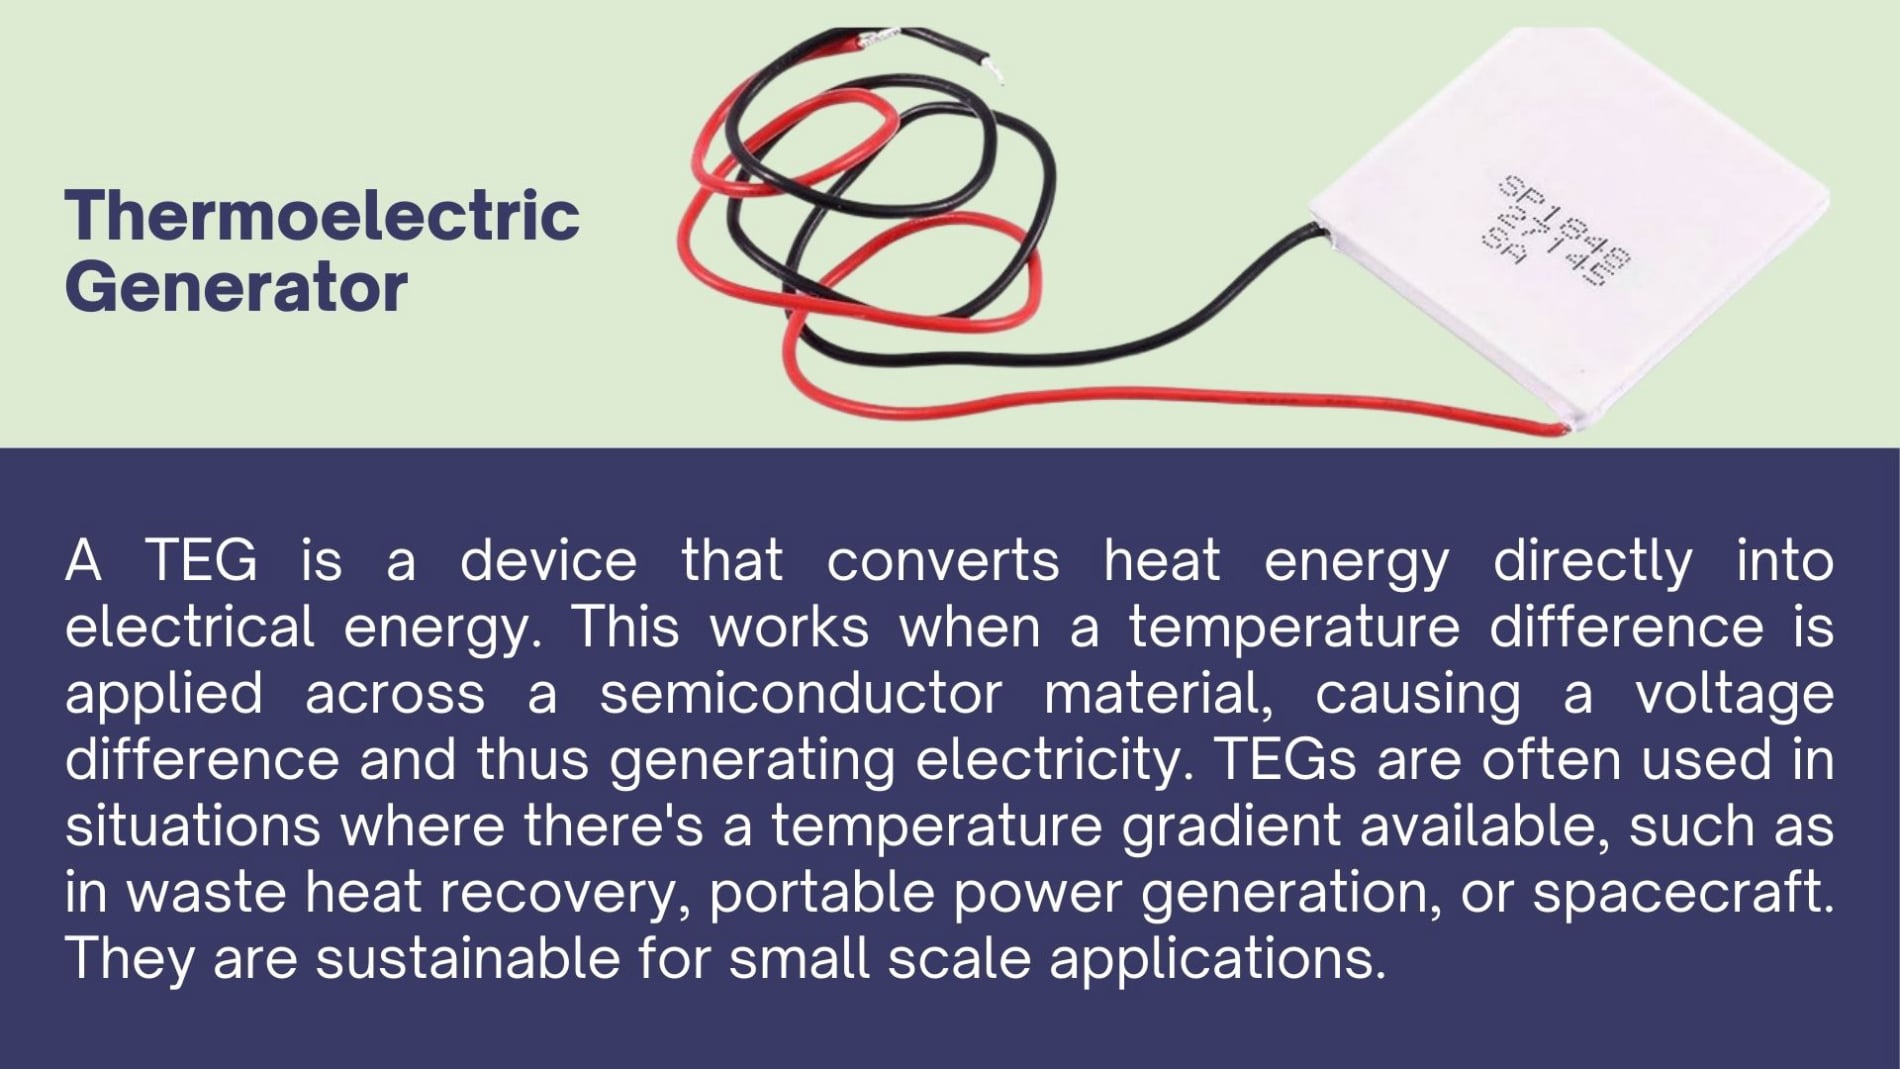 Thermoelectric
Generator
SP1848
27145
SA
A TEG is a device that converts heat energy directly into
electrical energy. This works when a temperature difference is
applied across a semiconductor material, causing a voltage
difference and thus generating electricity. TEGs are often used in
situations where there's a temperature gradient available, such as
in waste heat recovery, portable power generation, or spacecraft.
They are sustainable for small scale applications.